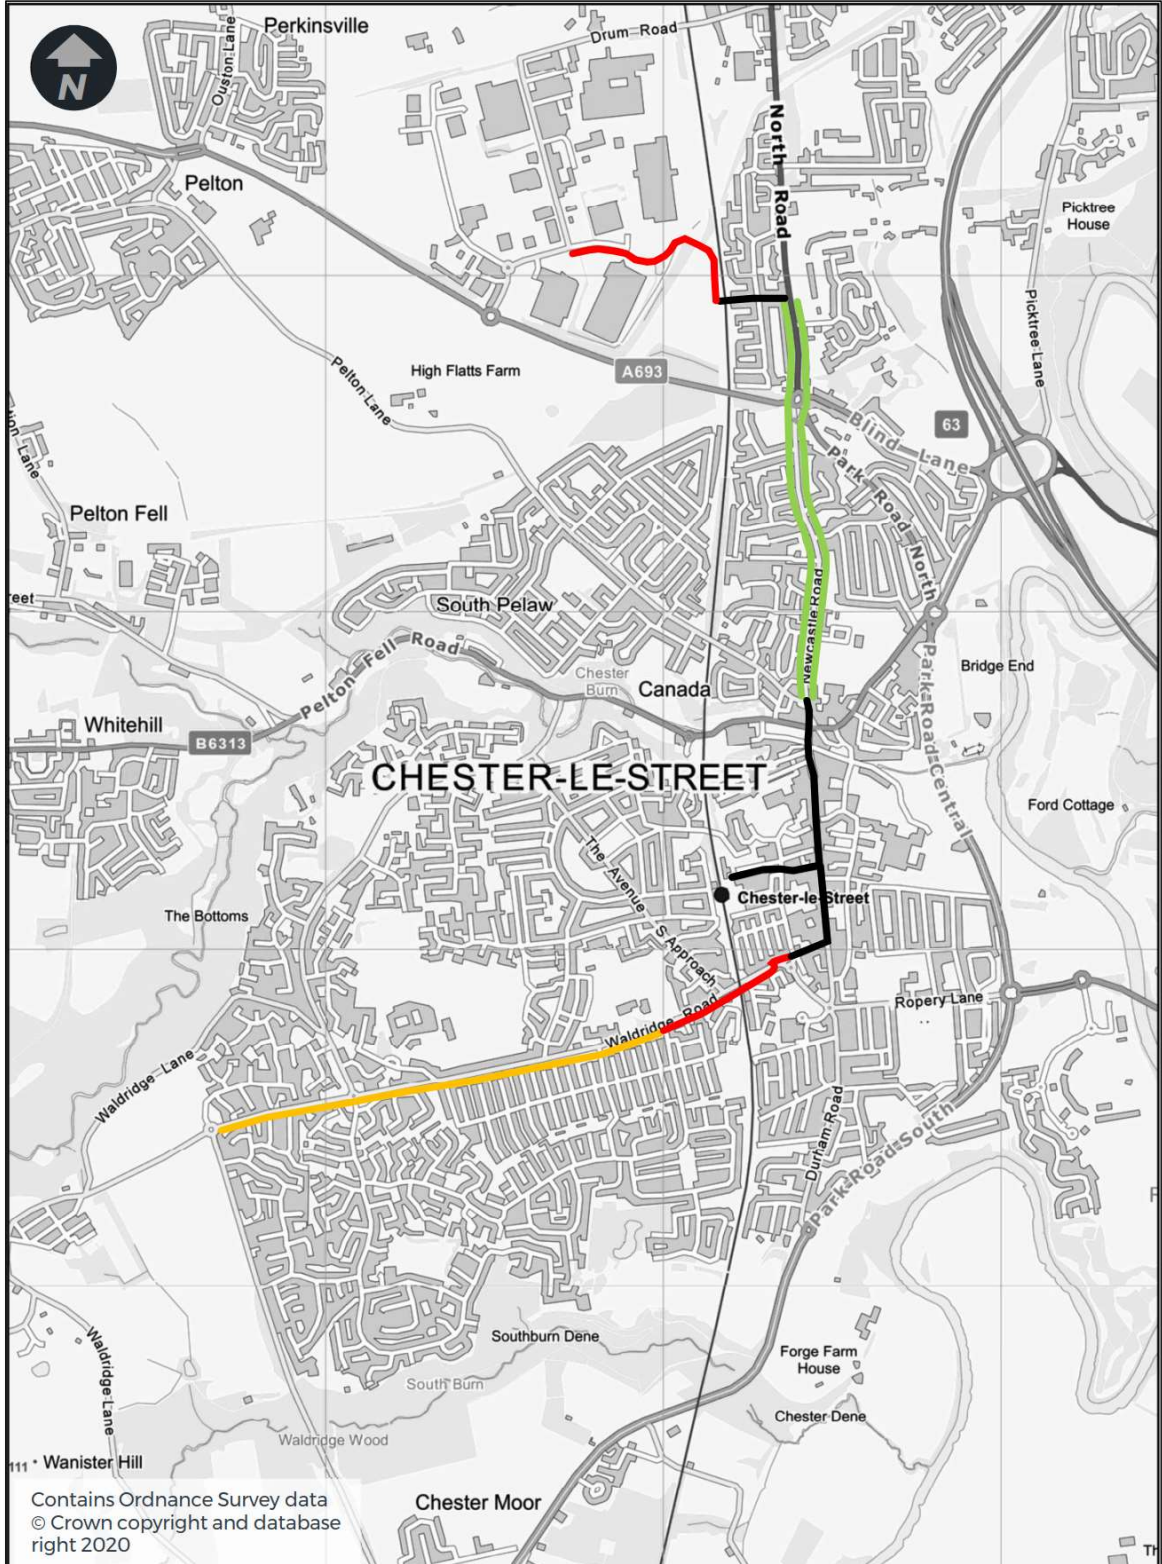 Perkinsville
Ouston Lane
Drum Road
N
North Road
Pelton
Picktree
House
Picktree Lane
High Flatts Farm
A693
Pelton Lane
63
Blind Lane
Park Road North
Pelton Fell
South Pelaw
Newcastle Road
Pelton Fell Road
Chester
Burn
Canada
Bridge End
Whitehill
B6313
Park Road Central
CHESTER-LE-STREET
Ford Cottage
The Avenue
Chester-le-Street
The Bottoms
S Approach
Ropery Lane
Waldridge Road
Waldridge Lane
Durham Road
Park Road South
Southburn Dene
Forge Farm
House
South Burn
Waldridge Lane
Chester Dene
Waldridge Wood
111
Wanister Hill
Chester Moor
Contains Ordnance Survey data
© Crown copyright and database
right 2020